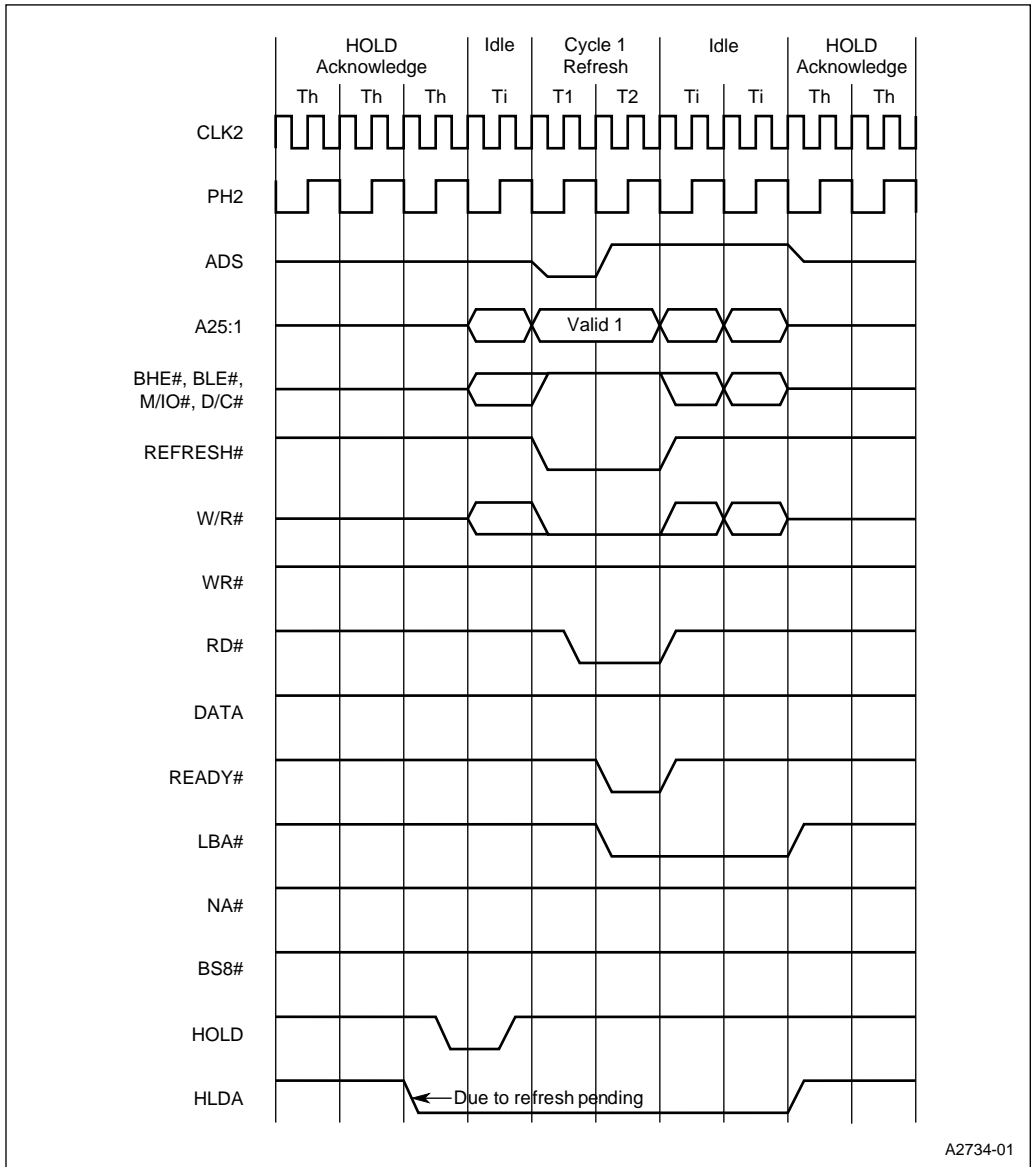 HOLD
Acknowledge
Idle
Cycle 1
Refresh
Idle
HOLD
Acknowledge
Th Th Th Ti T1 T2 Ti Ti Th Th
CLK2
PH2
ADS
A25:1
Valid 1
BHE#, BLE#,
M/IO#, D/C#
REFRESH#
W/R#
WR#
RD#
DATA
READY#
LBA#
NA#
BS8#
HOLD
HLDA
Due to refresh pending
A2734-01